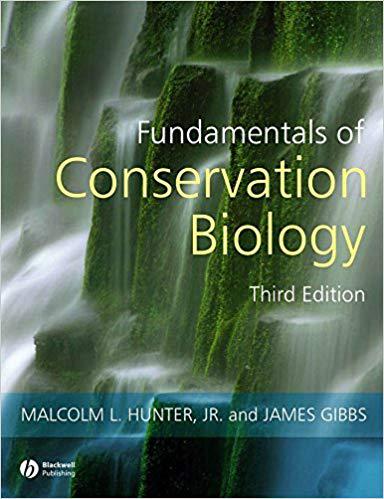 Fundamentals of
Conservation
Biology
Third Edition
MALCOLM L. HUNTER, JR. and JAMES GIBBS
Blackwell
Publishing